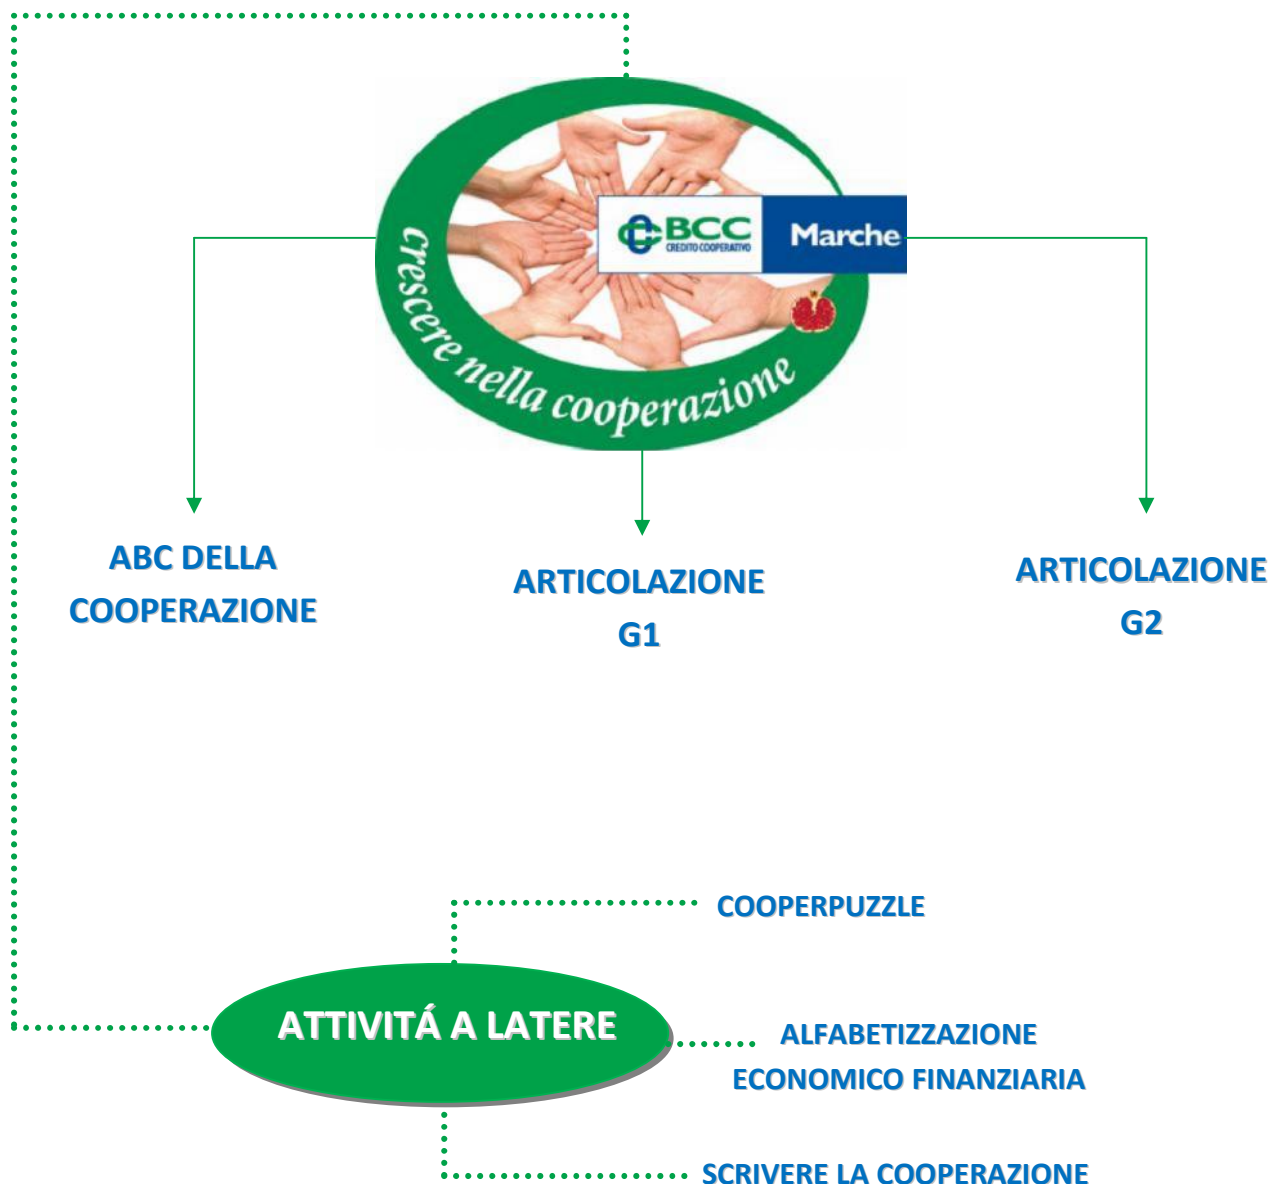 BCC
CREDITO COOPERATIVO
Marche
crescere nella cooperazione
ABC DELLA
COOPERAZIONE
ARTICOLAZIONE
G1
ARTICOLAZIONE
G2
COOPERPUZZLE
ATTIVITÁ A LATERE
ALFABETIZZAZIONE
ECONOMICO FINANZIARIA
SCRIVERE LA COOPERAZIONE